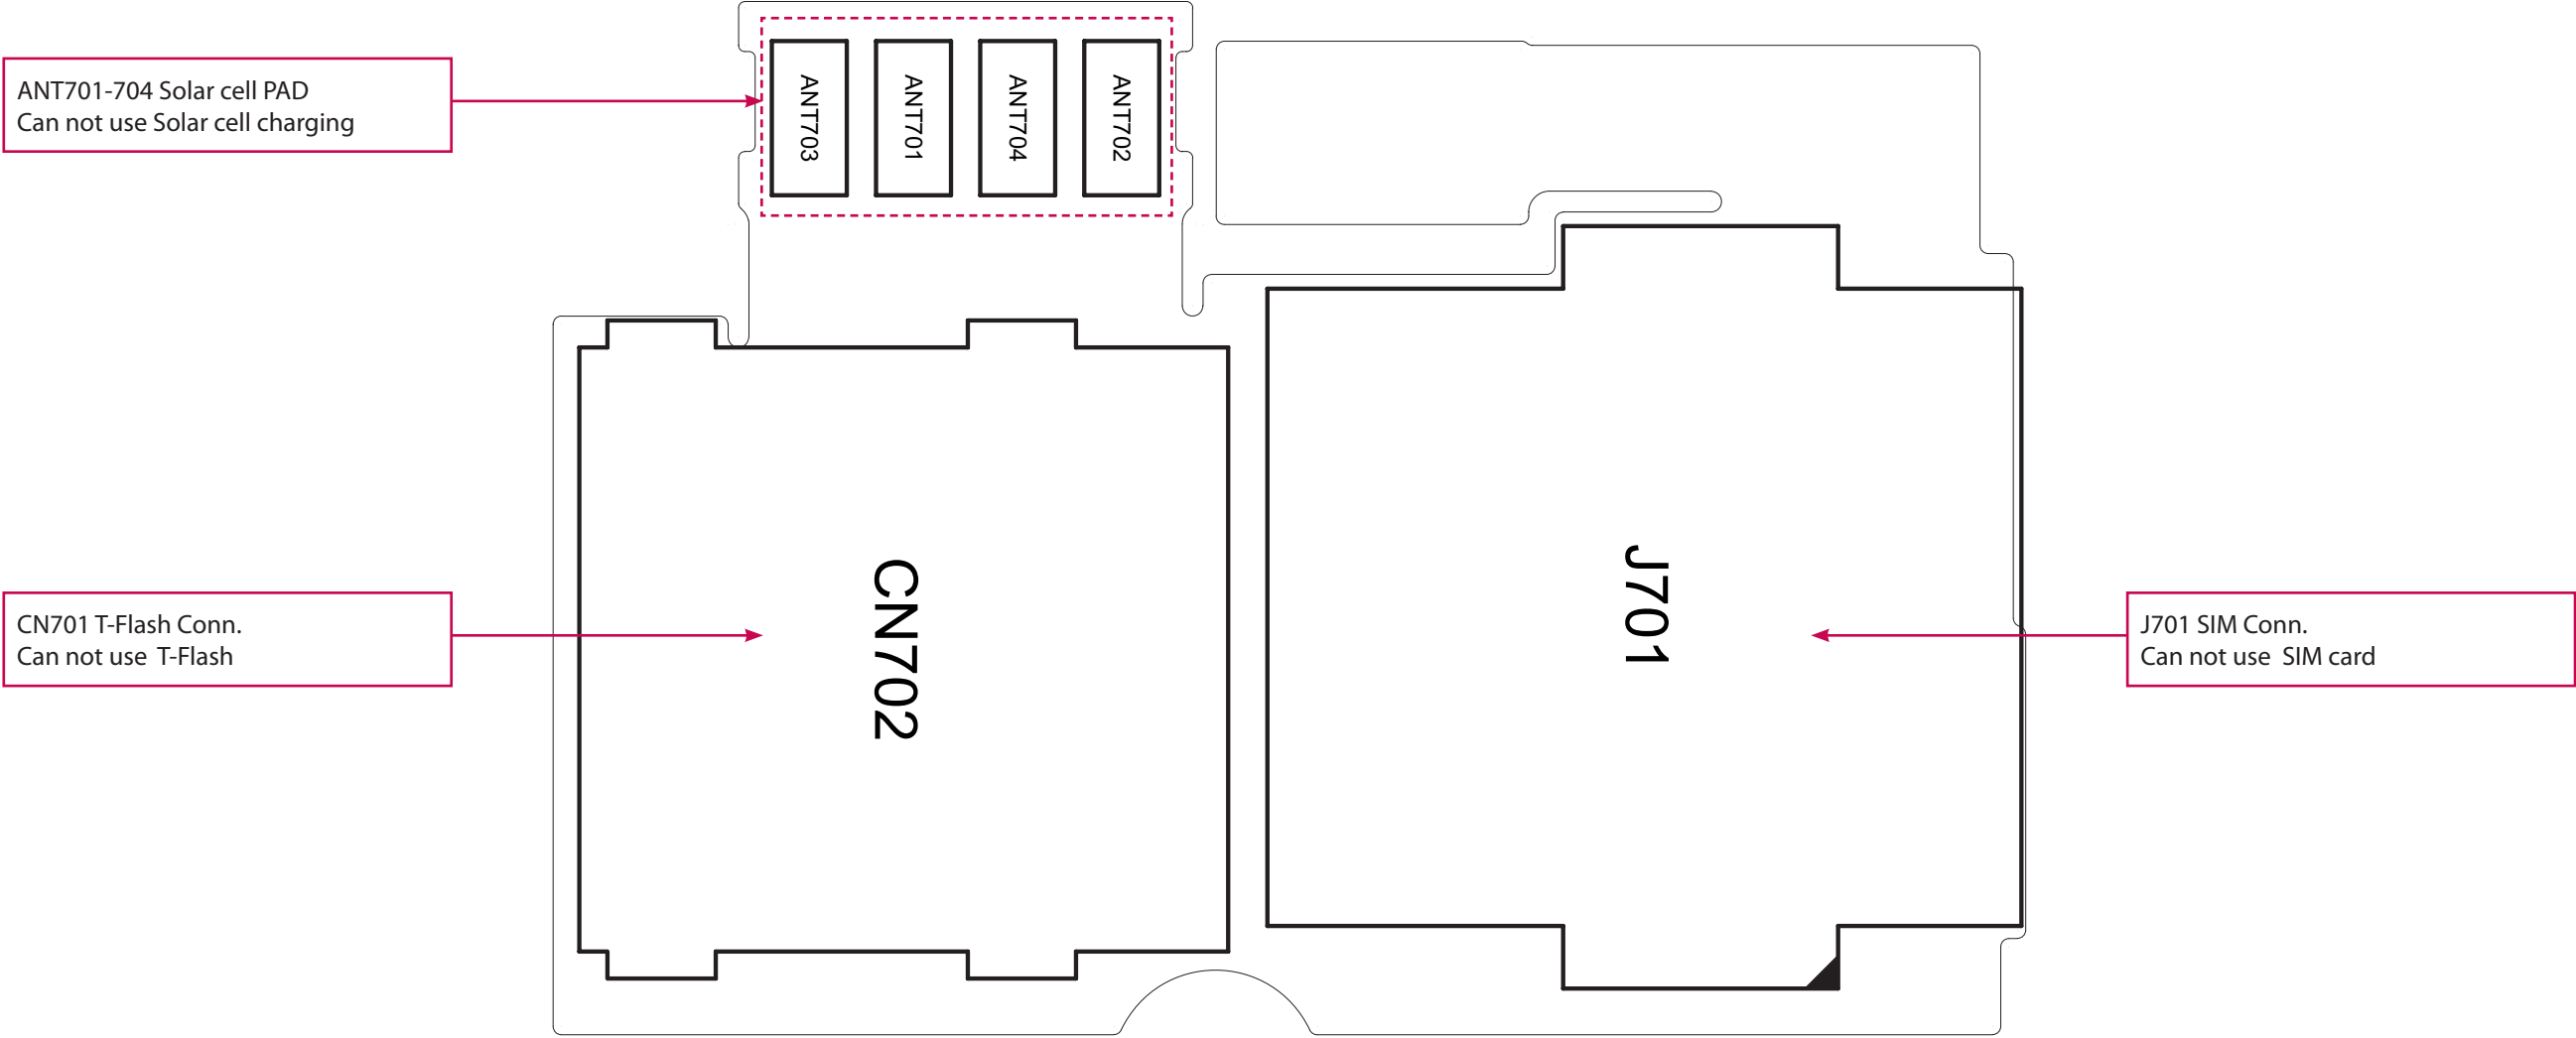 ANT701-704 Solar cell PAD
Can not use Solar cell charging
ANT703
ANT701
ANT704
ANT702
CN701 T-Flash Conn.
Can not use  T-Flash
CN702
J701
J701 SIM Conn.
Can not use  SIM card